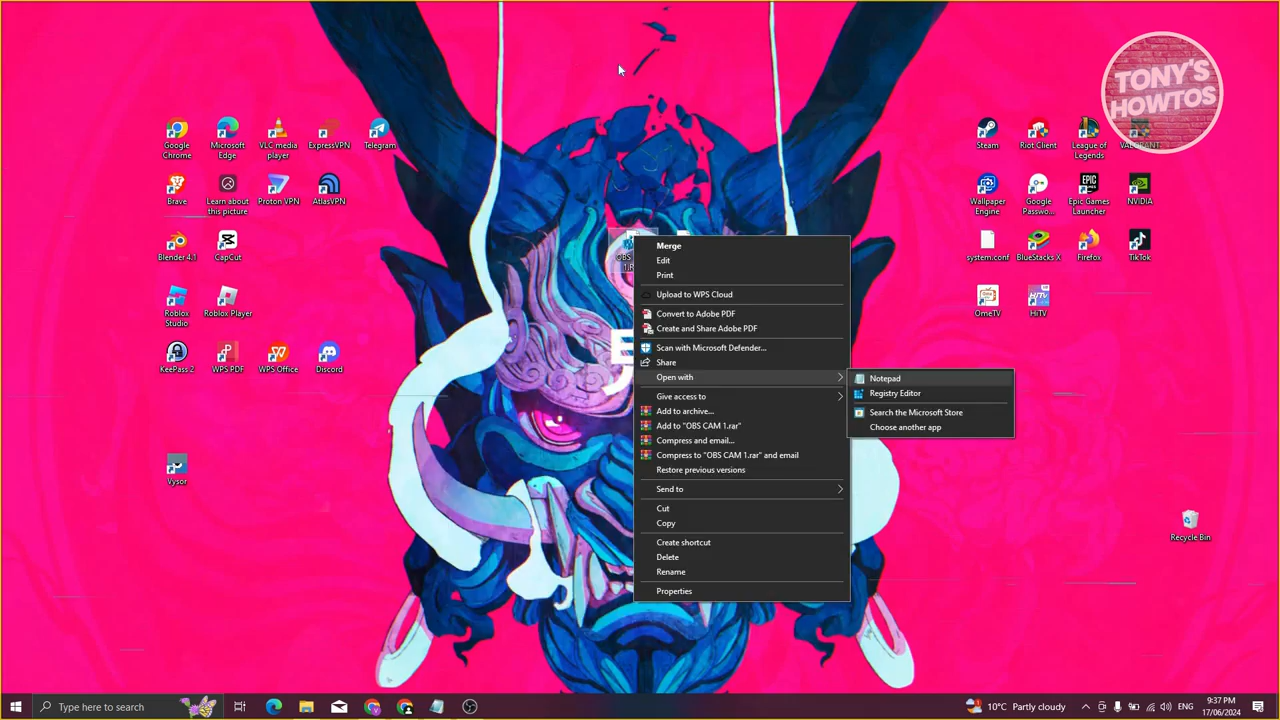 TONY'S
HOWTOS
Google
Chrome
Microsoft
Edge
VLC media
player
ExpressVPN
Telegram
Steam
Riot Client
League of
Legends
VALORANT
Brave
Learn about
this picture
Proton VPN
AtlasVPN
Wallpaper
Engine
Google
Passwo...
EPIC
Epic Games
Launcher
NVIDIA
Blender 4.1
CapCut
OBS
system.conf
BlueStacks X
Firefox
TikTok
Roblox
Studio
Roblox Player
OmeTV
HiTV
KeePass 2
WPS PDF
WPS Office
Discord
Vysor
Recycle Bin
Merge
Edit
Print
Upload to WPS Cloud
Convert to Adobe PDF
Create and Share Adobe PDF
Scan with Microsoft Defender...
Share
Open with
Give access to
Add to archive...
Add to "OBS CAM 1.rar"
Compress and email...
Compress to "OBS CAM 1.rar" and email
Restore previous versions
Send to
Cut
Copy
Create shortcut
Delete
Rename
Properties
Notepad
Registry Editor
Search the Microsoft Store
Choose another app
Type here to search
10°C Partly cloudy
ENG
9:37 PM
17/06/2024